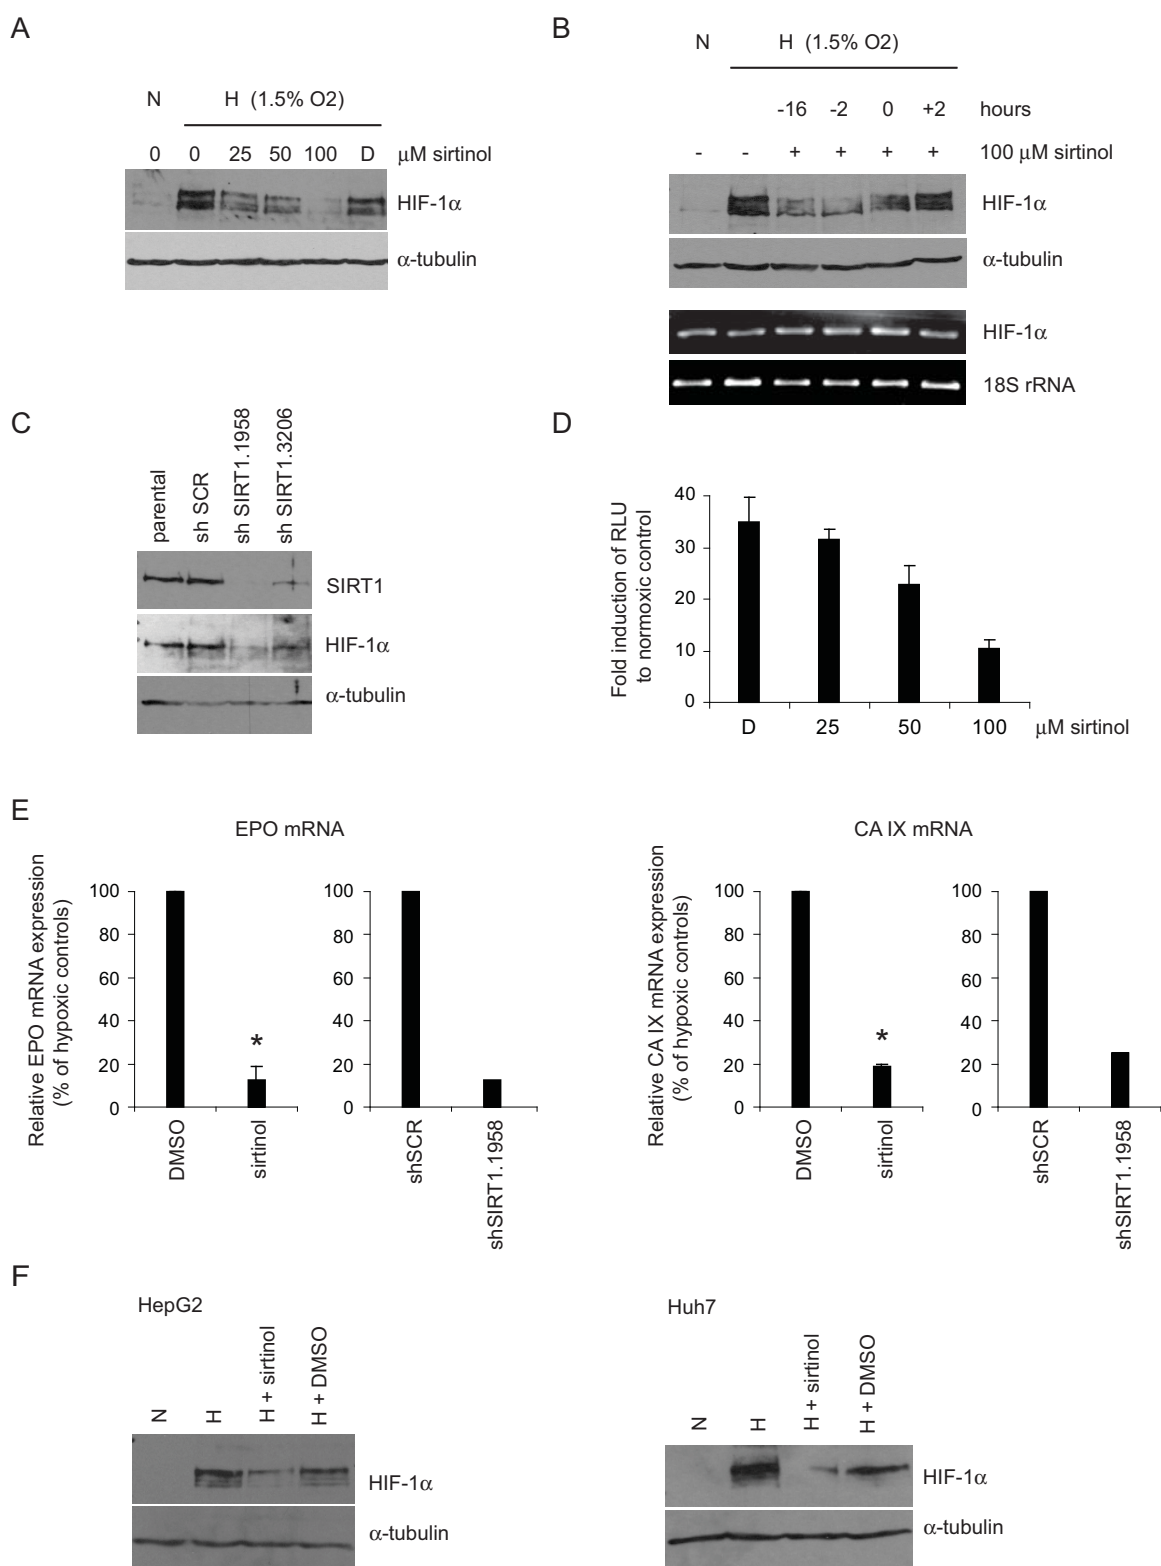 A
N H (1.5% O2)
0 0 25 50 100 D μM sirtinol
HIF-1α
α-tubulin
B
N H (1.5% O2)
-16 -2 0 +2 hours
- - + + + + 100 μM sirtinol
HIF-1α
α-tubulin
HIF-1α
18S rRNA
C
parental
sh SCR
sh SIRT1.1958
sh SIRT1.3206
SIRT1
HIF-1α
α-tubulin
D
Fold induction of RLU
to normoxic control
40
30
20
10
0
D 25 50 100 μM sirtinol
E
EPO mRNA
Relative EPO mRNA expression
(% of hypoxic controls)
100
80
60
40
20
0
*
DMSO
sirtinol
100
80
60
40
20
0
shSCR
shSIRT1.1958
CA IX mRNA
Relative CA IX mRNA expression
(% of hypoxic controls)
100
80
60
40
20
0
*
DMSO
sirtinol
100
80
60
40
20
0
shSCR
shSIRT1.1958
F
HepG2
N
H
H + sirtinol
H + DMSO
HIF-1α
α-tubulin
Huh7
N
H
H + sirtinol
H + DMSO
HIF-1α
α-tubulin